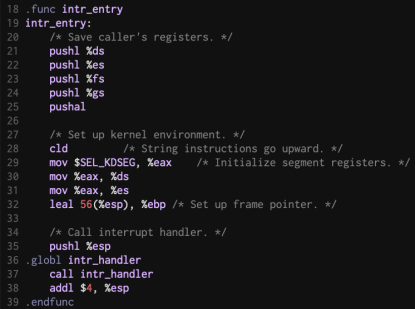 18 .func intr_entry
19 intr_entry:
20     /* Save caller's registers. */
21     pushl %ds
22     pushl %es
23     pushl %fs
24     pushl %gs
25     pushal
26
27     /* Set up kernel environment. */
28     cld        /* String instructions go upward. */
29     mov $SEL_KDSEG, %eax    /* Initialize segment registers. */
30     mov %eax, %ds
31     mov %eax, %es
32     leal 56(%esp), %ebp /* Set up frame pointer. */
33
34     /* Call interrupt handler. */
35     pushl %esp
36 .globl intr_handler
37     call intr_handler
38     addl $4, %esp
39 .endfunc